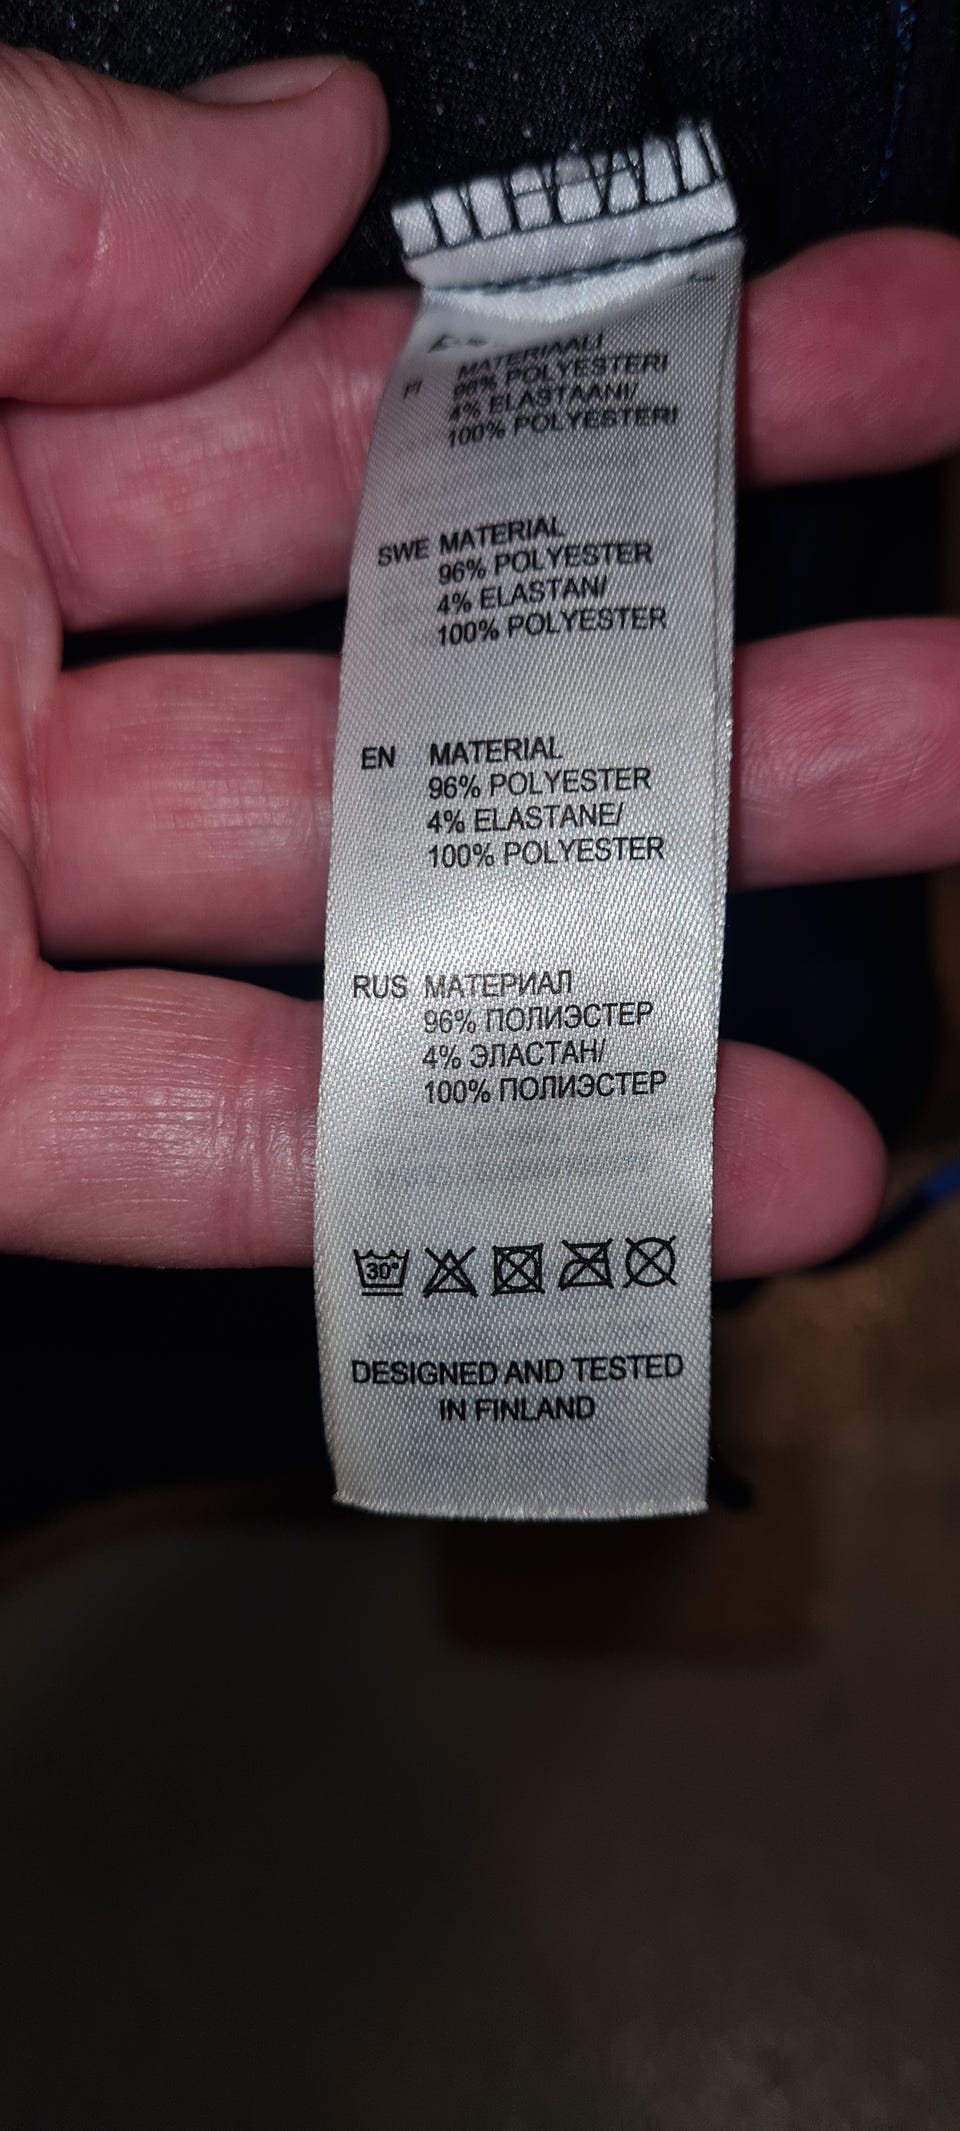 FI MATERIAALI
96% POLYESTERI
4% ELASTAANI/
100% POLYESTERI
SWE MATERIAL
96% POLYESTER
4% ELASTAN/
100% POLYESTER
EN MATERIAL
96% POLYESTER
4% ELASTANE/
100% POLYESTER
RUS МАТЕРИАЛ
96% ПОЛИЭСТЕР
4% ЭЛАСТАН/
100% ПОЛИЭСТЕР
30°
DESIGNED AND TESTED
IN FINLAND